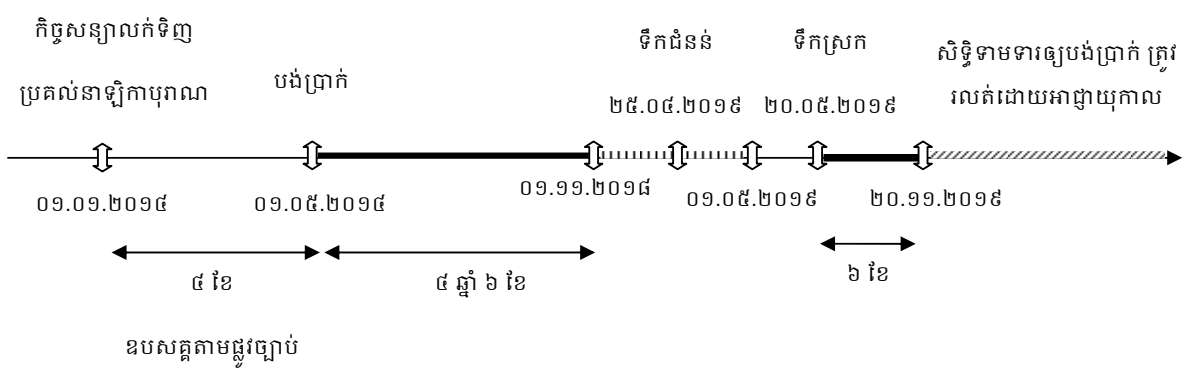 កិច្ចសន្យាលក់ទិញ
ប្រគល់នាឡិកាបុរាណ
បង់ប្រាក់
ទឹកជំនន់
ទឹកស្រក
សិទ្ធិទាមទារឲ្យបង់ប្រាក់ ត្រូវ
រលត់ដោយអាជ្ញាយុកាល
២៥.០៤.២០១៩
២០.០៥.២០១៩
០១.០១.២០១៤
០១.០៥.២០១៤
០១.១១.២០១៨
០១.០៥.២០១៩
២០.១១.២០១៩
៤ ខែ
៤ ឆ្នាំ ៦ ខែ
៦ ខែ
ឧបសគ្គតាមផ្លូវច្បាប់